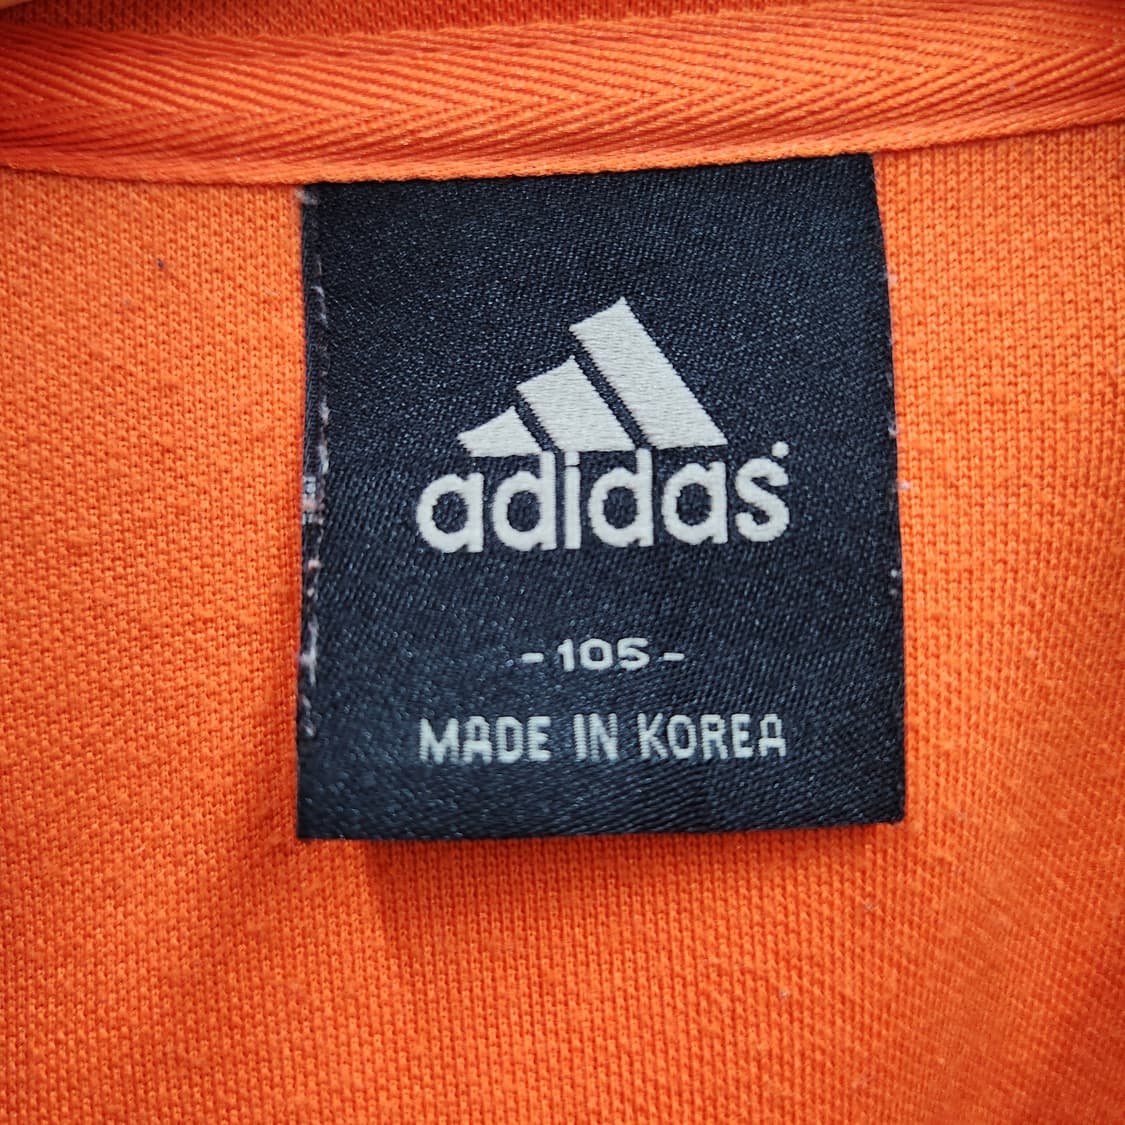 adidas
- 105 -
MADE IN KOREA